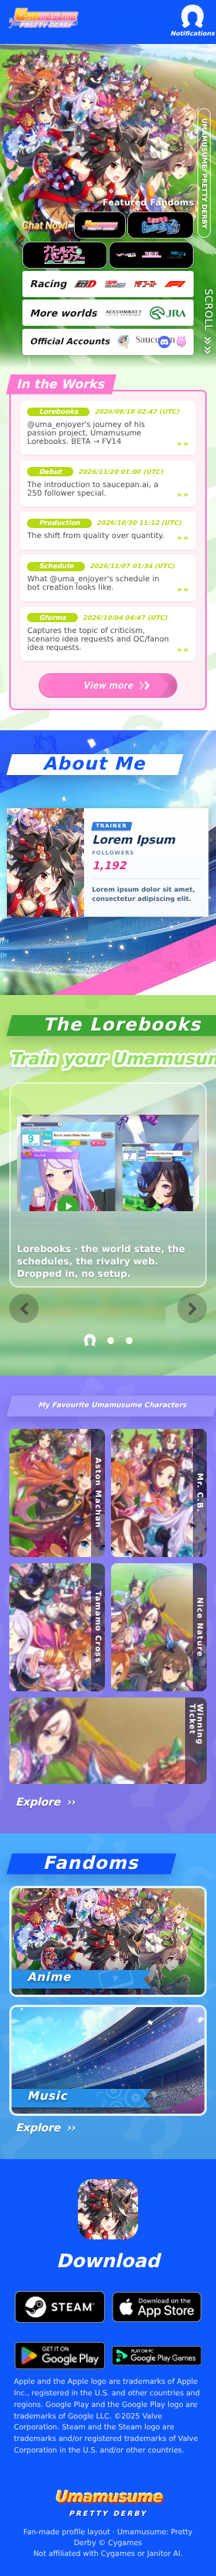 Umamusume
PRETTY DERBY
Notifications
UMAMUSUME: PRETTY DERBY
Featured Fandoms
Chat Now!
SCROLL
Racing
F1
More worlds
ACE COMBAT 7
JRA
Official Accounts
In the Works
Lorebooks 2026/08/18 02:47 (UTC)
@uma_enjoyer's journey of his
passion project, Umamusume
Lorebooks. BETA → FV14
Debut 2026/11/20 01:00 (UTC)
The introduction to saucepan.ai, a
250 follower special.
Production 2026/10/30 11:12 (UTC)
The shift from quality over quantity.
Schedule 2026/11/07 01:34 (UTC)
What @uma_enjoyer's schedule in
bot creation looks like.
Gforms 2026/10/04 04:47 (UTC)
Captures the topic of criticism,
scenario idea requests and OC/fanon
idea requests.
View more
About Me
TRAINER
Lorem Ipsum
FOLLOWERS
1,192
Lorem ipsum dolor sit amet,
consectetur adipiscing elit.
The Lorebooks
Train your Umamusum
Lorebooks · the world state, the
schedules, the rivalry web.
Dropped in, no setup.
My Favourite Umamusume Characters
Aston Machan
Mr. C.B.
Tamamo Cross
Nice Nature
Winning
Ticket
Explore ››
Fandoms
Anime
Music
Explore ››
Download
STEAM
Download on the
App Store
GET IT ON
Google Play
PLAY ON PC
Google Play Games
Apple and the Apple logo are trademarks of Apple
Inc., registered in the U.S. and other countries and
regions. Google Play and the Google Play logo are
trademarks of Google LLC. ©2025 Valve
Corporation. Steam and the Steam logo are
trademarks and/or registered trademarks of Valve
Corporation in the U.S. and/or other countries.
Umamusume
PRETTY DERBY
Fan-made profile layout · Umamusume: Pretty
Derby © Cygames
Not affiliated with Cygames or Janitor AI.